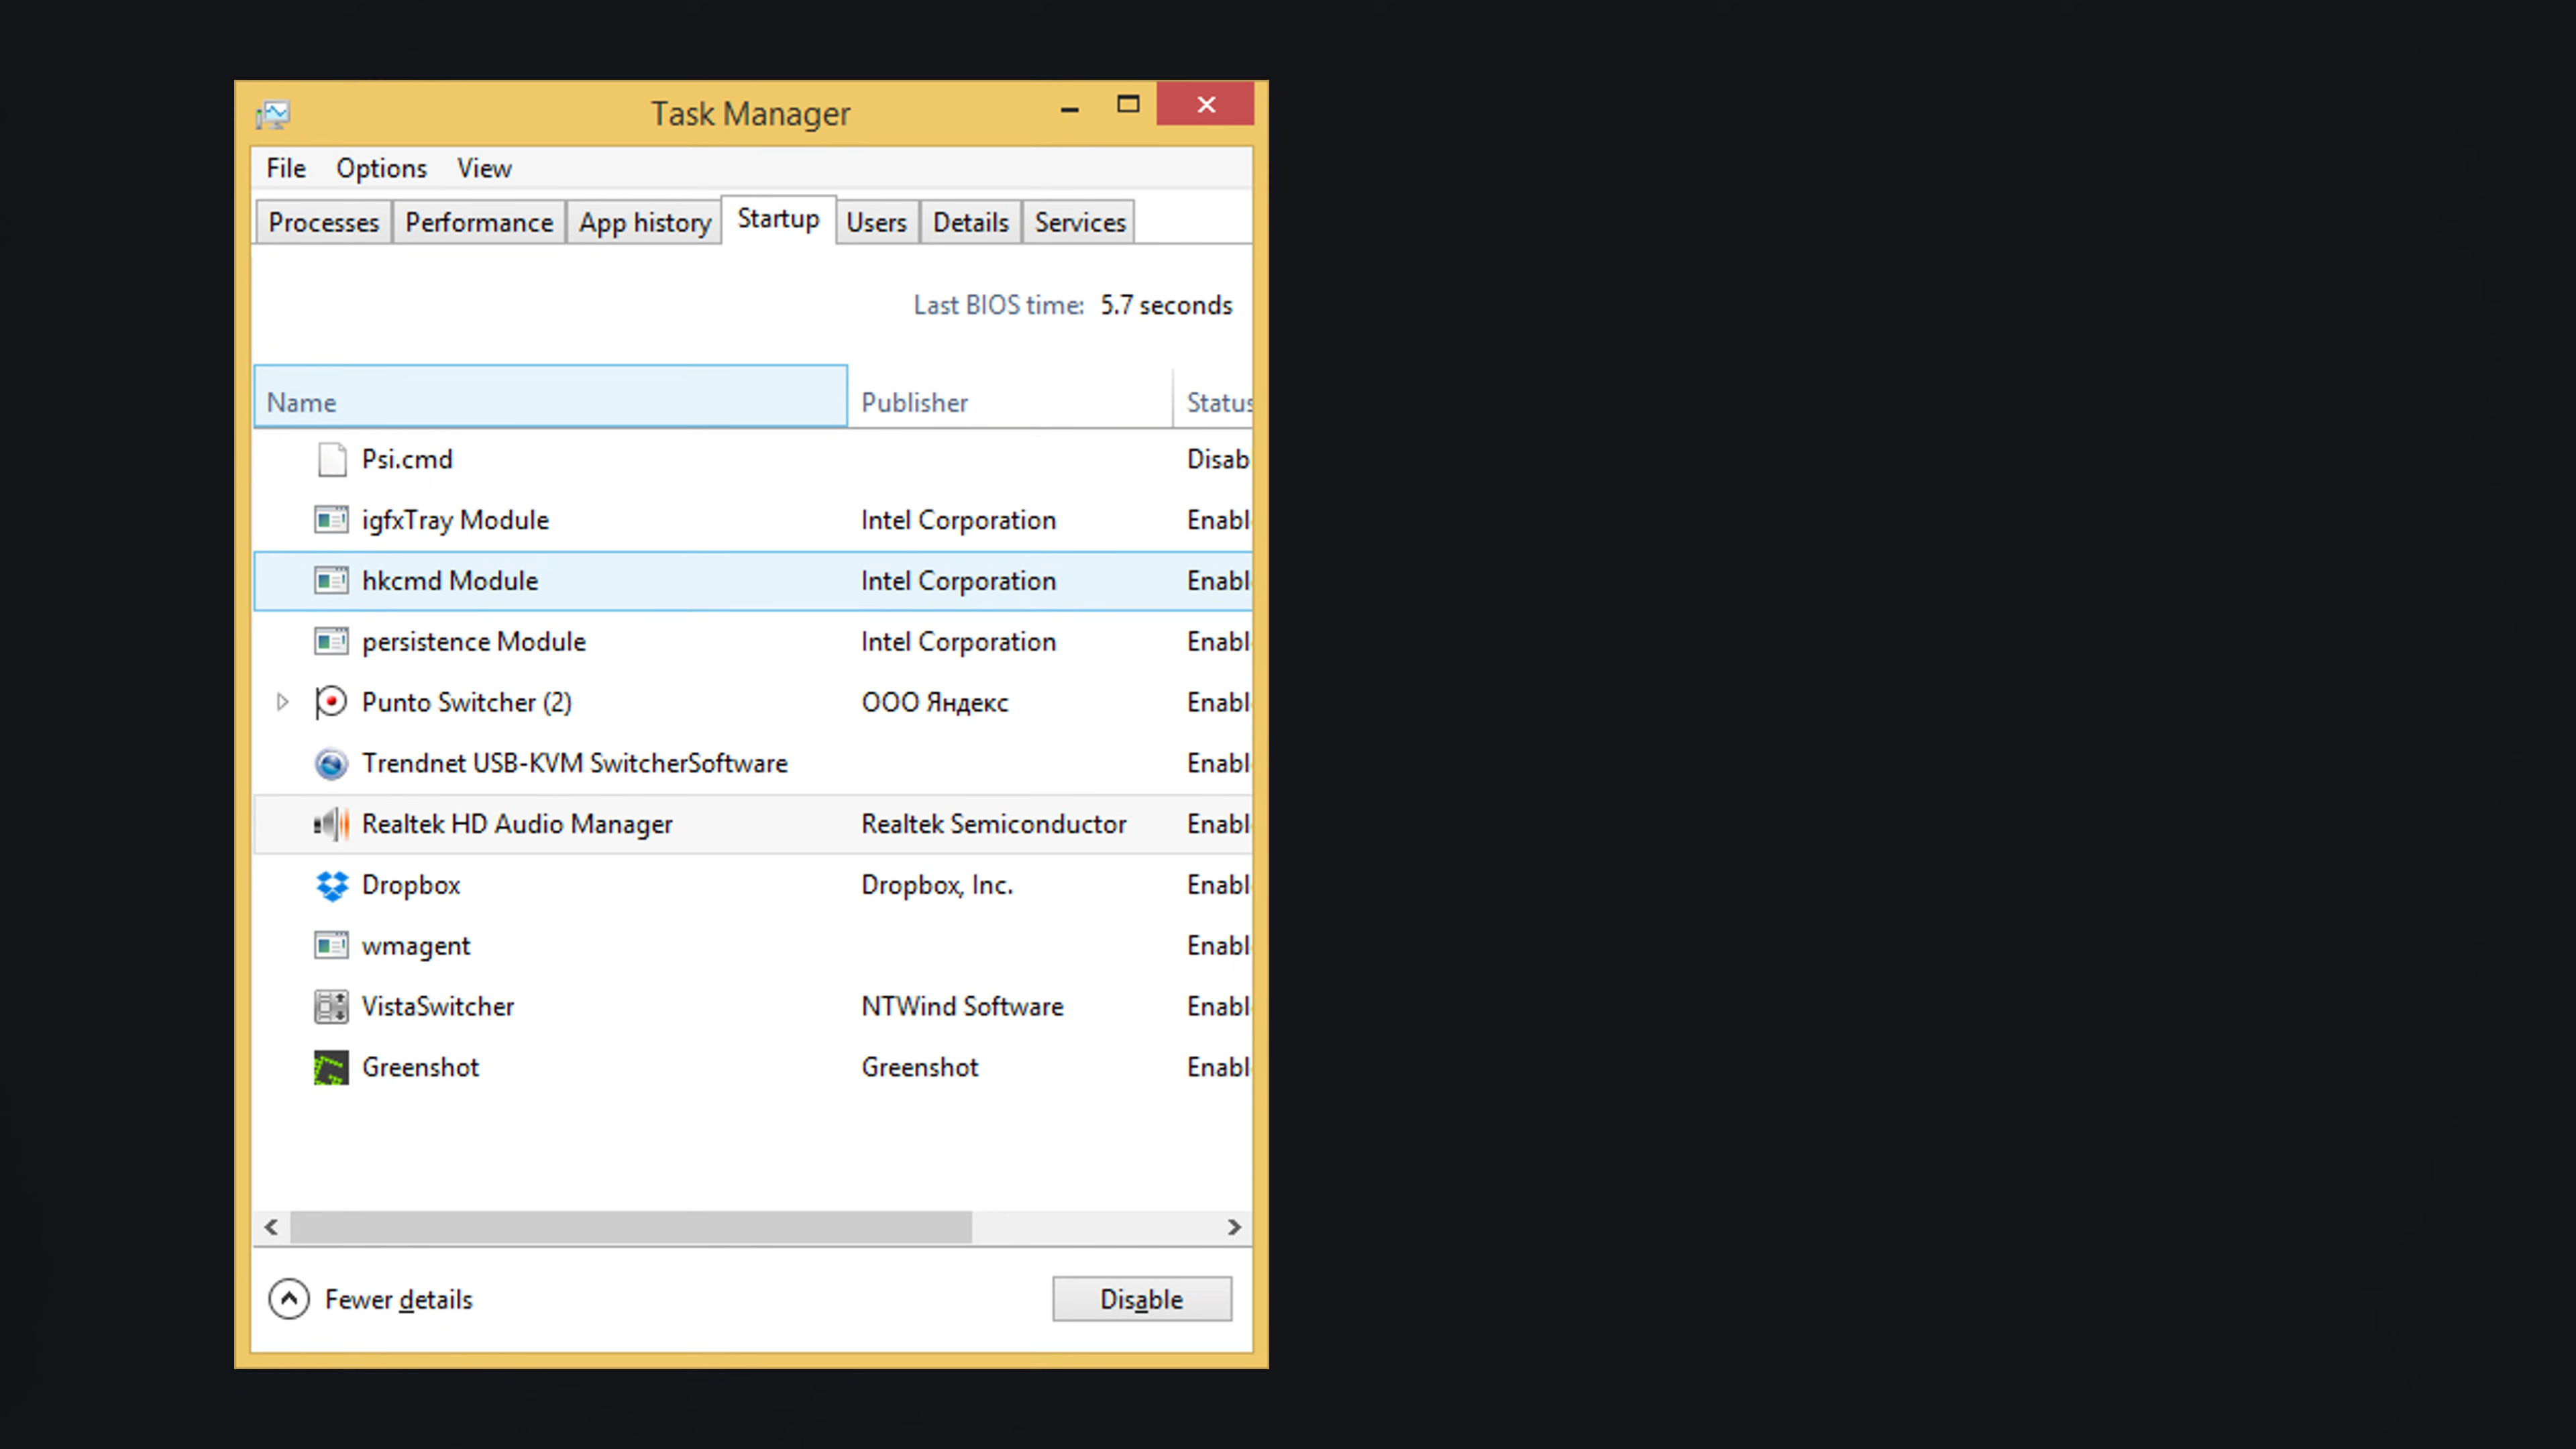 Task Manager
File Options View
Processes Performance App history Startup Users Details Services
Last BIOS time: 5.7 seconds
Name Publisher Status
Psi.cmd Disab
igfxTray Module Intel Corporation Enabl
hkcmd Module Intel Corporation Enabl
persistence Module Intel Corporation Enabl
Punto Switcher (2) ООО Яндекс Enabl
Trendnet USB-KVM SwitcherSoftware Enabl
Realtek HD Audio Manager Realtek Semiconductor Enabl
Dropbox Dropbox, Inc. Enabl
wmagent Enabl
VistaSwitcher NTWind Software Enabl
Greenshot Greenshot Enabl
Fewer details Disable